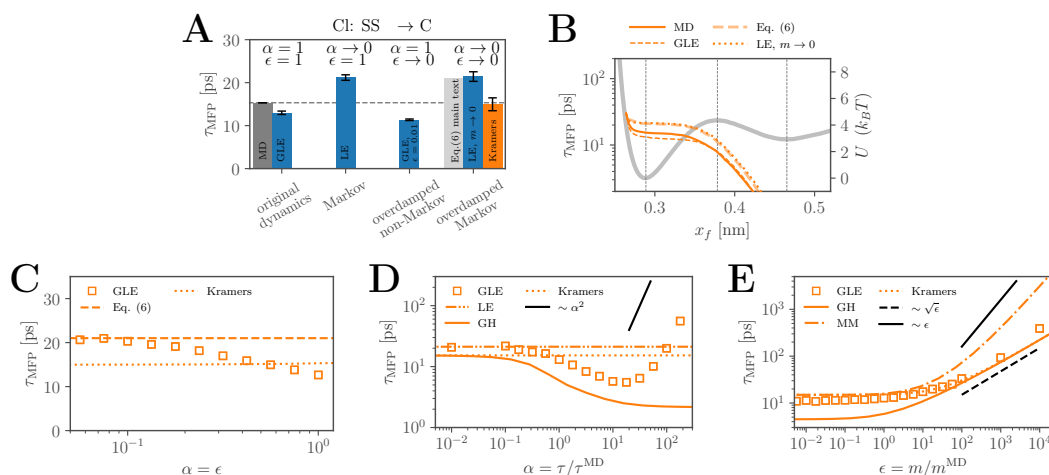 A
Cl: SS → C
α = 1 α → 0 α = 1 α → 0
ϵ = 1 ϵ = 1 ϵ → 0 ϵ → 0
τMFP [ps]
30
20
10
0
MD
GLE
LE
GLE, ϵ = 0.01
Eq.(6) main text
LE, m → 0
Kramers
original dynamics
Markov
overdamped non-Markov
overdamped Markov
B
MD Eq. (6)
GLE LE, m → 0
τMFP [ps]
10²
10¹
U (kBT)
8
6
4
2
0
0.3 0.4 0.5
xf [nm]
C
GLE Kramers
Eq. (6)
τMFP [ps]
30
20
10
0
10⁻¹ 10⁰
α = ϵ
D
GLE Kramers
LE ∼ α²
GH
τMFP [ps]
10²
10¹
10⁰
10⁻² 10⁻¹ 10⁰ 10¹ 10²
α = τ/τMD
E
GLE Kramers
GH ∼ √ϵ
MM ∼ ϵ
τMFP [ps]
10³
10²
10¹
10⁻² 10⁻¹ 10⁰ 10¹ 10² 10³ 10⁴
ϵ = m/mMD